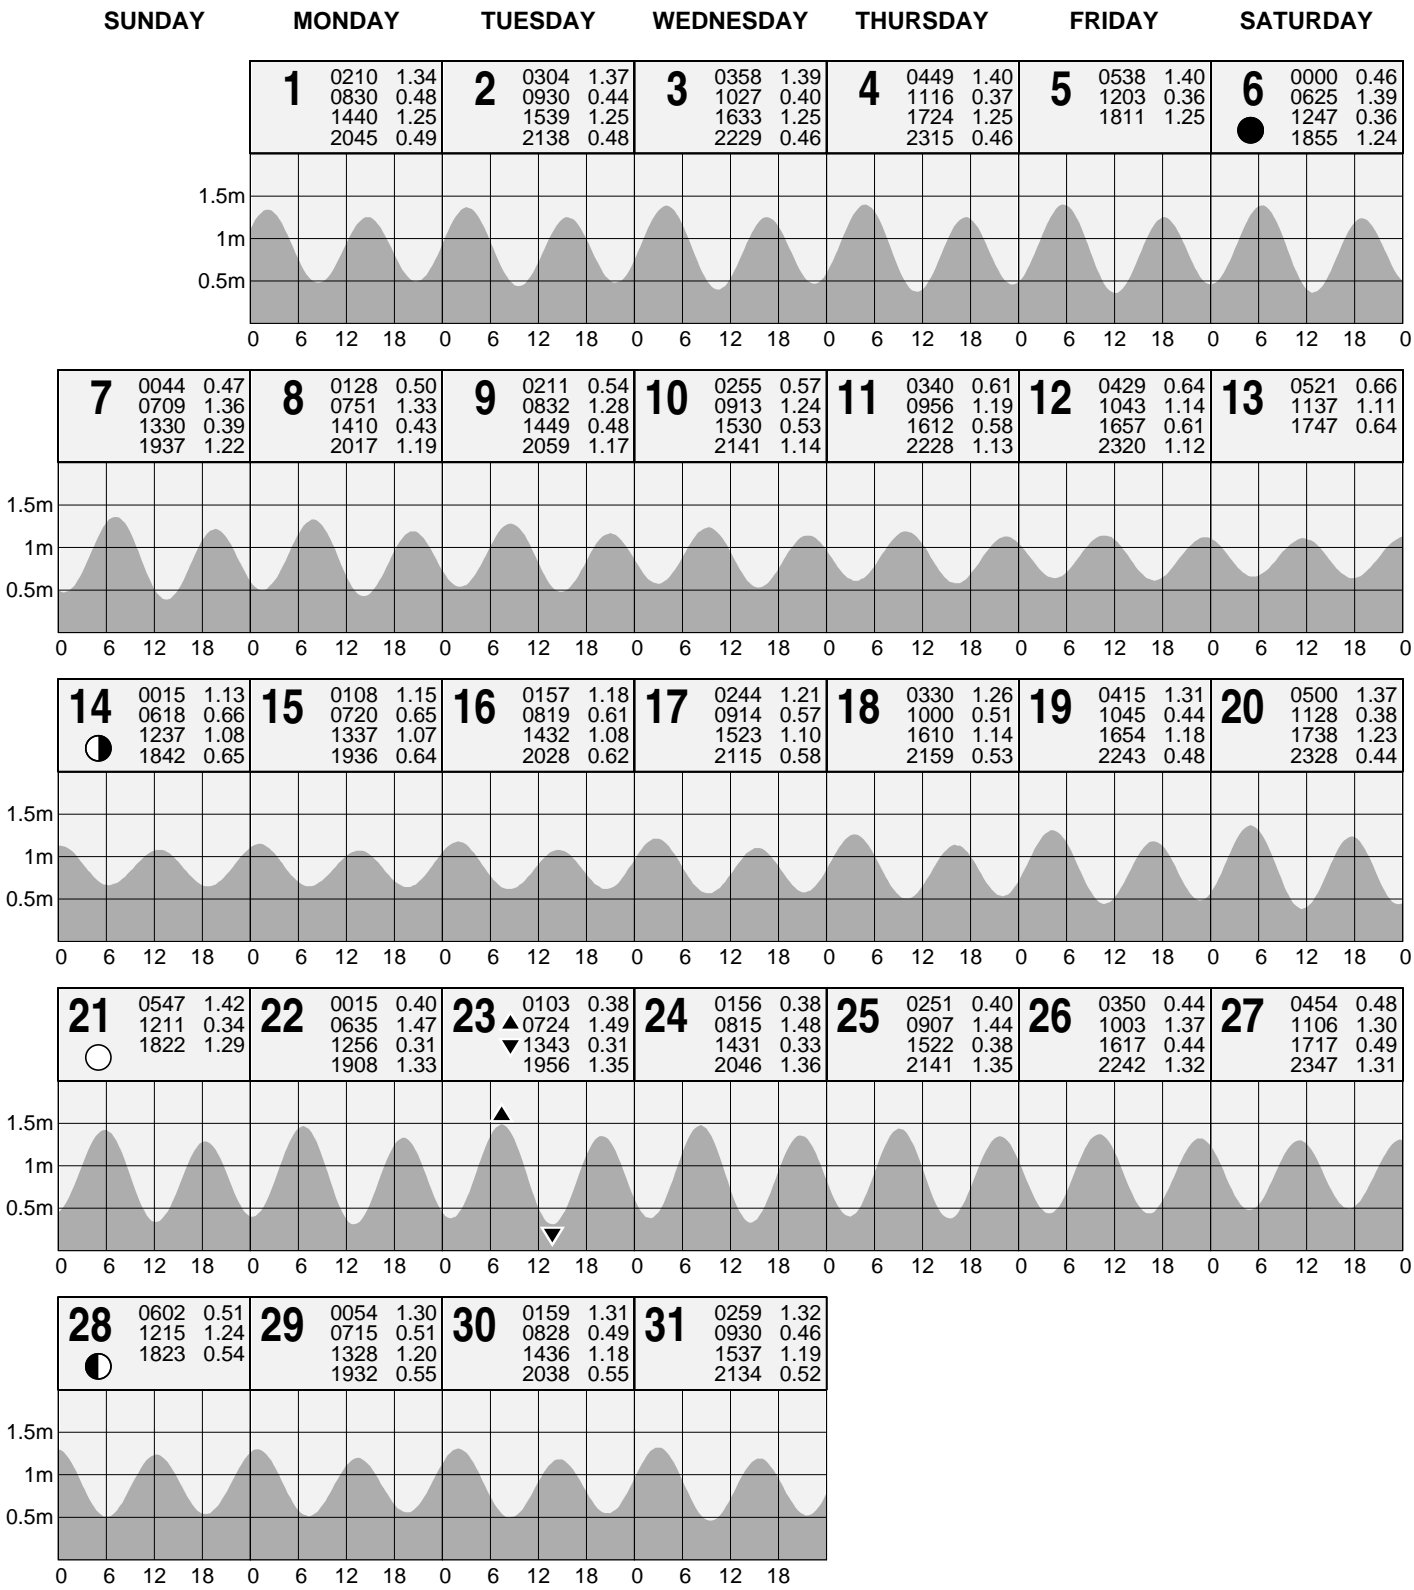 SUNDAY MONDAY TUESDAY WEDNESDAY THURSDAY FRIDAY SATURDAY
1 0210 1.34
0830 0.48
1440 1.25
2045 0.49
2 0304 1.37
0930 0.44
1539 1.25
2138 0.48
3 0358 1.39
1027 0.40
1633 1.25
2229 0.46
4 0449 1.40
1116 0.37
1724 1.25
2315 0.46
5 0538 1.40
1203 0.36
1811 1.25
6 0000 0.46
0625 1.39
1247 0.36
1855 1.24
1.5m
1m
0.5m
0 6 12 18 0 6 12 18 0 6 12 18 0 6 12 18 0 6 12 18 0 6 12 18 0
7 0044 0.47
0709 1.36
1330 0.39
1937 1.22
8 0128 0.50
0751 1.33
1410 0.43
2017 1.19
9 0211 0.54
0832 1.28
1449 0.48
2059 1.17
10 0255 0.57
0913 1.24
1530 0.53
2141 1.14
11 0340 0.61
0956 1.19
1612 0.58
2228 1.13
12 0429 0.64
1043 1.14
1657 0.61
2320 1.12
13 0521 0.66
1137 1.11
1747 0.64
1.5m
1m
0.5m
0 6 12 18 0 6 12 18 0 6 12 18 0 6 12 18 0 6 12 18 0 6 12 18 0 6 12 18 0
14 0015 1.13
0618 0.66
1237 1.08
1842 0.65
15 0108 1.15
0720 0.65
1337 1.07
1936 0.64
16 0157 1.18
0819 0.61
1432 1.08
2028 0.62
17 0244 1.21
0914 0.57
1523 1.10
2115 0.58
18 0330 1.26
1000 0.51
1610 1.14
2159 0.53
19 0415 1.31
1045 0.44
1654 1.18
2243 0.48
20 0500 1.37
1128 0.38
1738 1.23
2328 0.44
1.5m
1m
0.5m
0 6 12 18 0 6 12 18 0 6 12 18 0 6 12 18 0 6 12 18 0 6 12 18 0 6 12 18 0
21 0547 1.42
1211 0.34
1822 1.29
22 0015 0.40
0635 1.47
1256 0.31
1908 1.33
23 0103 0.38
0724 1.49
1343 0.31
1956 1.35
24 0156 0.38
0815 1.48
1431 0.33
2046 1.36
25 0251 0.40
0907 1.44
1522 0.38
2141 1.35
26 0350 0.44
1003 1.37
1617 0.44
2242 1.32
27 0454 0.48
1106 1.30
1717 0.49
2347 1.31
1.5m
1m
0.5m
0 6 12 18 0 6 12 18 0 6 12 18 0 6 12 18 0 6 12 18 0 6 12 18 0 6 12 18 0
28 0602 0.51
1215 1.24
1823 0.54
29 0054 1.30
0715 0.51
1328 1.20
1932 0.55
30 0159 1.31
0828 0.49
1436 1.18
2038 0.55
31 0259 1.32
0930 0.46
1537 1.19
2134 0.52
1.5m
1m
0.5m
0 6 12 18 0 6 12 18 0 6 12 18 0 6 12 18